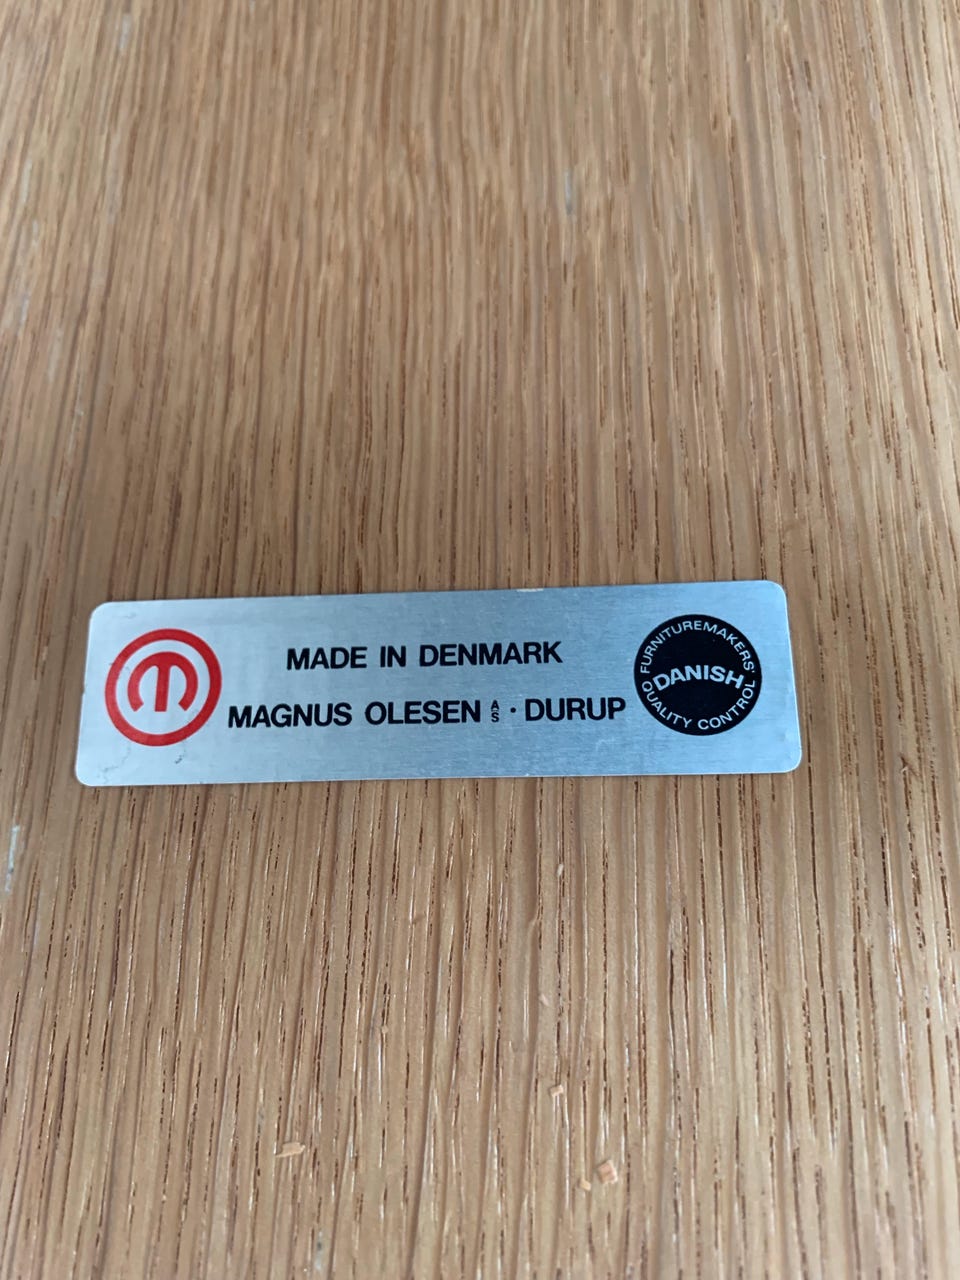 MADE IN DENMARK
MAGNUS OLESEN A/S · DURUP
FURNITUREMAKERS'
DANISH
QUALITY CONTROL